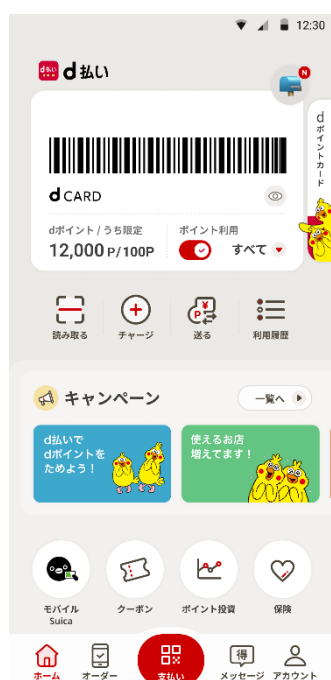 12:30
d払い d払い
N
dポイントカード
d CARD
dポイント / うち限定
ポイント利用
12,000 P/100P
すべて
読み取る
チャージ
送る
利用履歴
キャンペーン
一覧へ
d払いで
dポイントを
ためよう！
使えるお店
増えてます！
モバイル
Suica
クーポン
ポイント投資
保険
ホーム
オーダー
支払い
得
メッセージ
アカウント